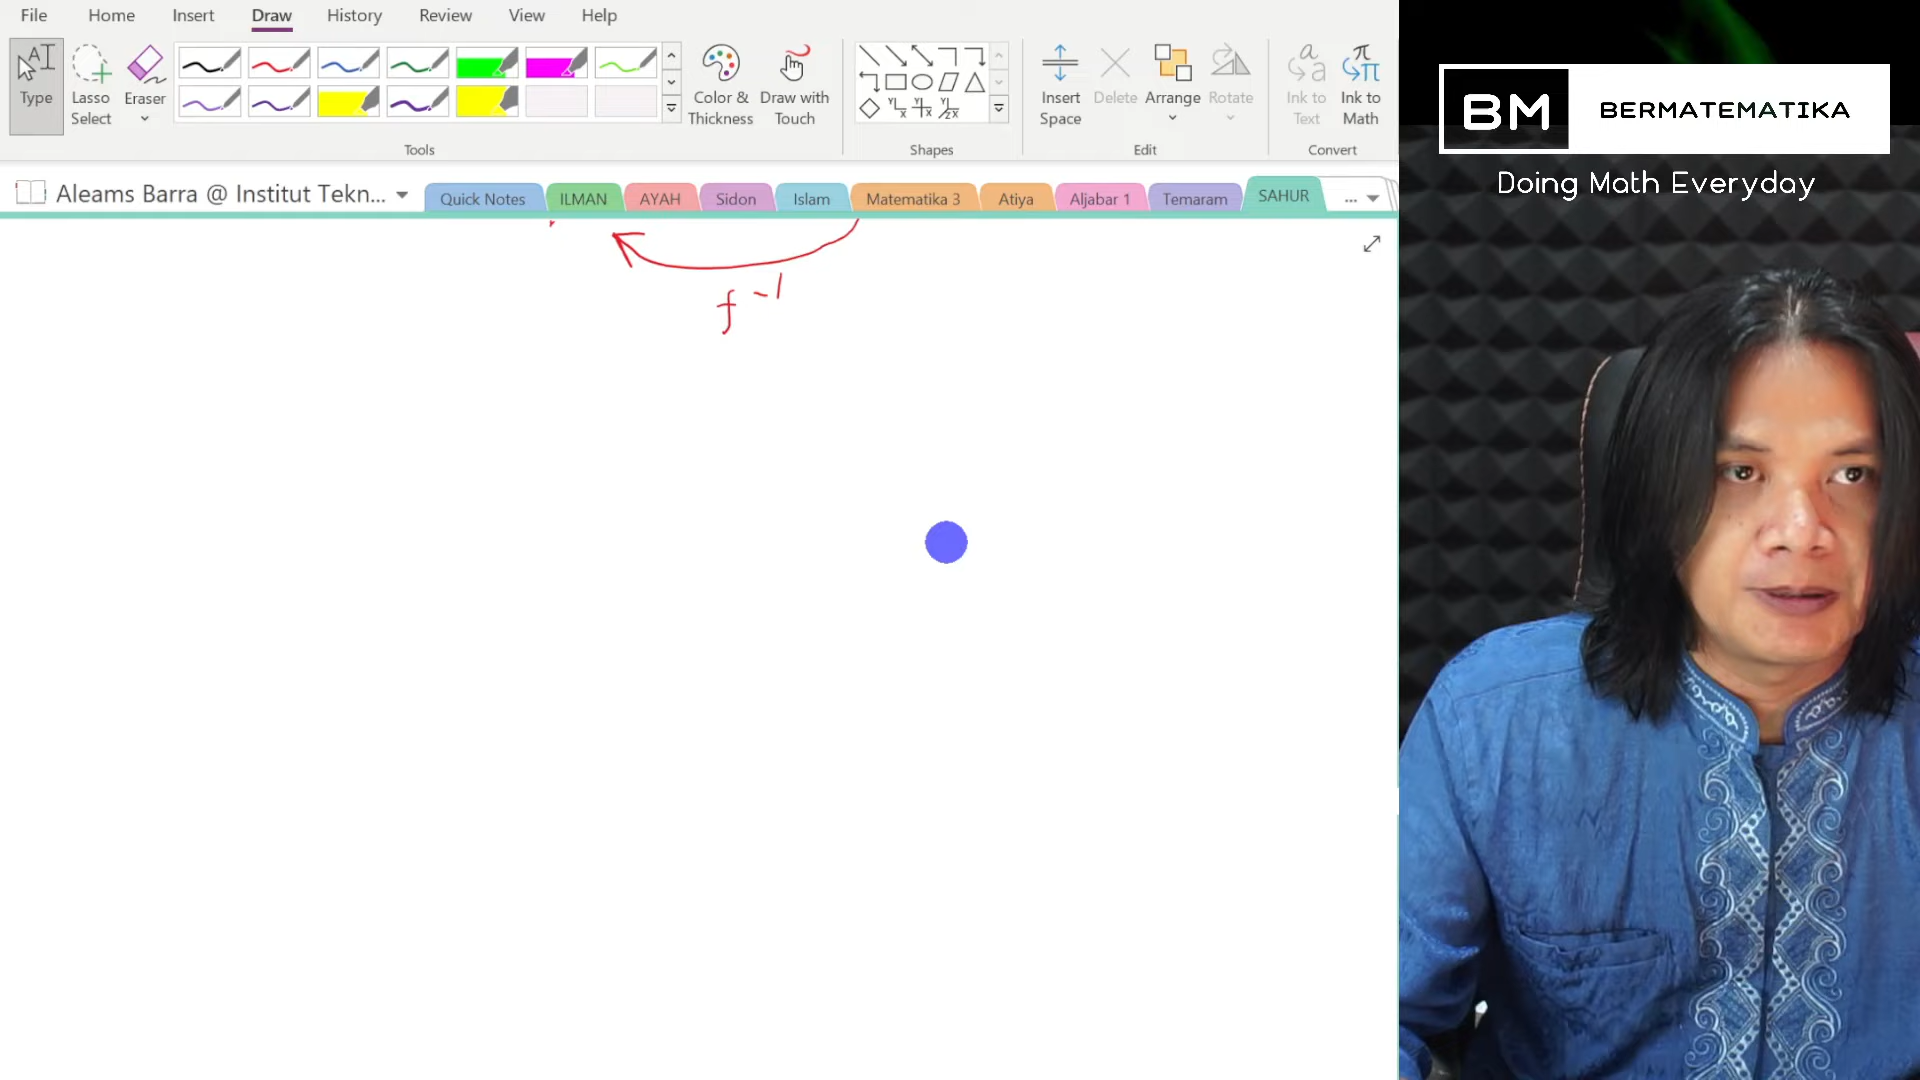 File Home Insert Draw History Review View Help
Type
Lasso Select
Eraser
Color & Thickness
Draw with Touch
Insert Space
Delete
Arrange
Rotate
Ink to Text
Ink to Math
Tools
Shapes
Edit
Convert
Aleams Barra @ Institut Tekn...
Quick Notes ILMAN AYAH Sidon Islam Matematika 3 Atiya Aljabar 1 Temaram SAHUR ...
f⁻¹
BM BERMATEMATIKA
Doing Math Everyday